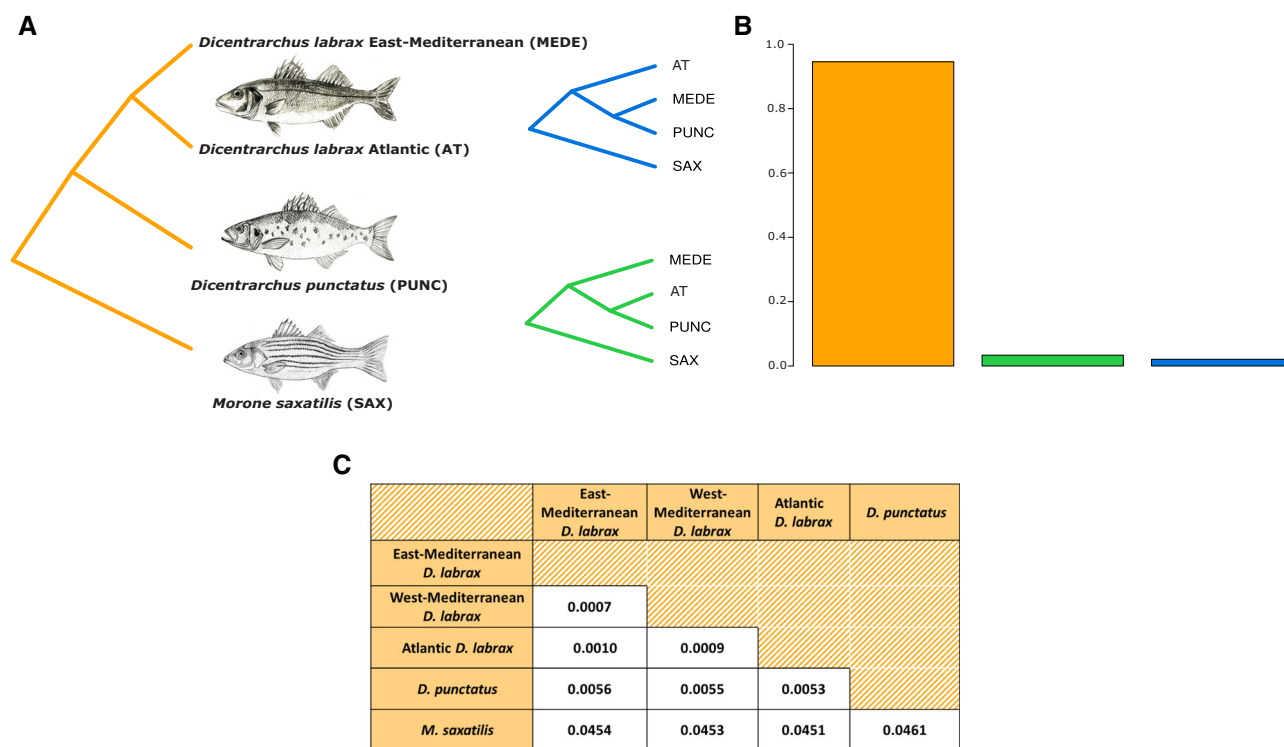 A
Dicentrarchus labrax East-Mediterranean (MEDE)
Dicentrarchus labrax Atlantic (AT)
Dicentrarchus punctatus (PUNC)
Morone saxatilis (SAX)
AT
MEDE
PUNC
SAX
MEDE
AT
PUNC
SAX
B
1.0
0.8
0.6
0.4
0.2
0.0
C
East-
Mediterranean
D. labrax
West-
Mediterranean
D. labrax
Atlantic
D. labrax
D. punctatus
East-Mediterranean
D. labrax
West-Mediterranean
D. labrax
0.0007
Atlantic D. labrax
0.0010
0.0009
D. punctatus
0.0056
0.0055
0.0053
M. saxatilis
0.0454
0.0453
0.0451
0.0461